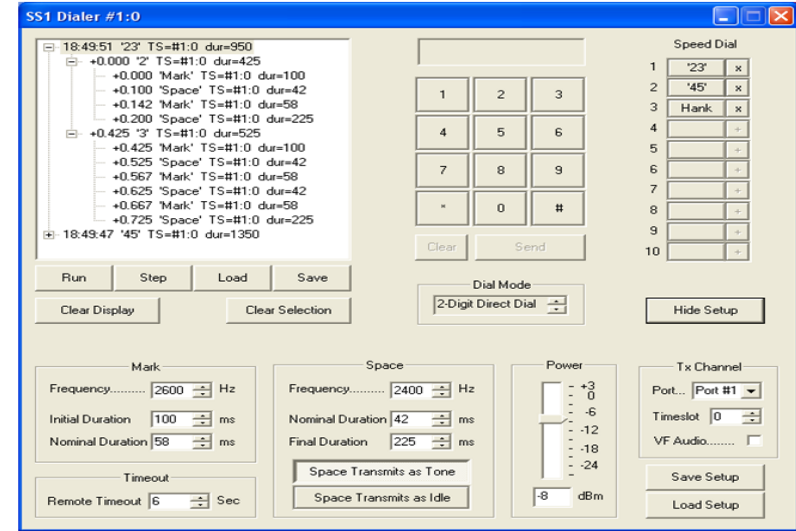 SS1 Dialer #1:0
18:49:51 '23' TS=#1:0 dur=950
+0.000 '2' TS=#1:0 dur=425
+0.000 'Mark' TS=#1:0 dur=100
+0.100 'Space' TS=#1:0 dur=42
+0.142 'Mark' TS=#1:0 dur=58
+0.200 'Space' TS=#1:0 dur=225
+0.425 '3' TS=#1:0 dur=525
+0.425 'Mark' TS=#1:0 dur=100
+0.525 'Space' TS=#1:0 dur=42
+0.567 'Mark' TS=#1:0 dur=58
+0.625 'Space' TS=#1:0 dur=42
+0.667 'Mark' TS=#1:0 dur=58
+0.725 'Space' TS=#1:0 dur=225
18:49:47 '45' TS=#1:0 dur=1350
Run Step Load Save
Clear Display Clear Selection
1 2 3
4 5 6
7 8 9
* 0 #
Clear Send
Dial Mode
2-Digit Direct Dial
Speed Dial
1 '23' x
2 '45' x
3 Hank x
4 +
5 +
6 +
7 +
8 +
9 +
10 +
Hide Setup
Mark
Frequency.......... 2600 Hz
Initial Duration 100 ms
Nominal Duration 58 ms
Timeout
Remote Timeout 6 Sec
Space
Frequency.......... 2400 Hz
Nominal Duration 42 ms
Final Duration 225 ms
Space Transmits as Tone
Space Transmits as Idle
Power
+3
0
-6
-12
-18
-24
-8 dBm
Tx Channel
Port... Port #1
Timeslot 0
VF Audio........
Save Setup
Load Setup